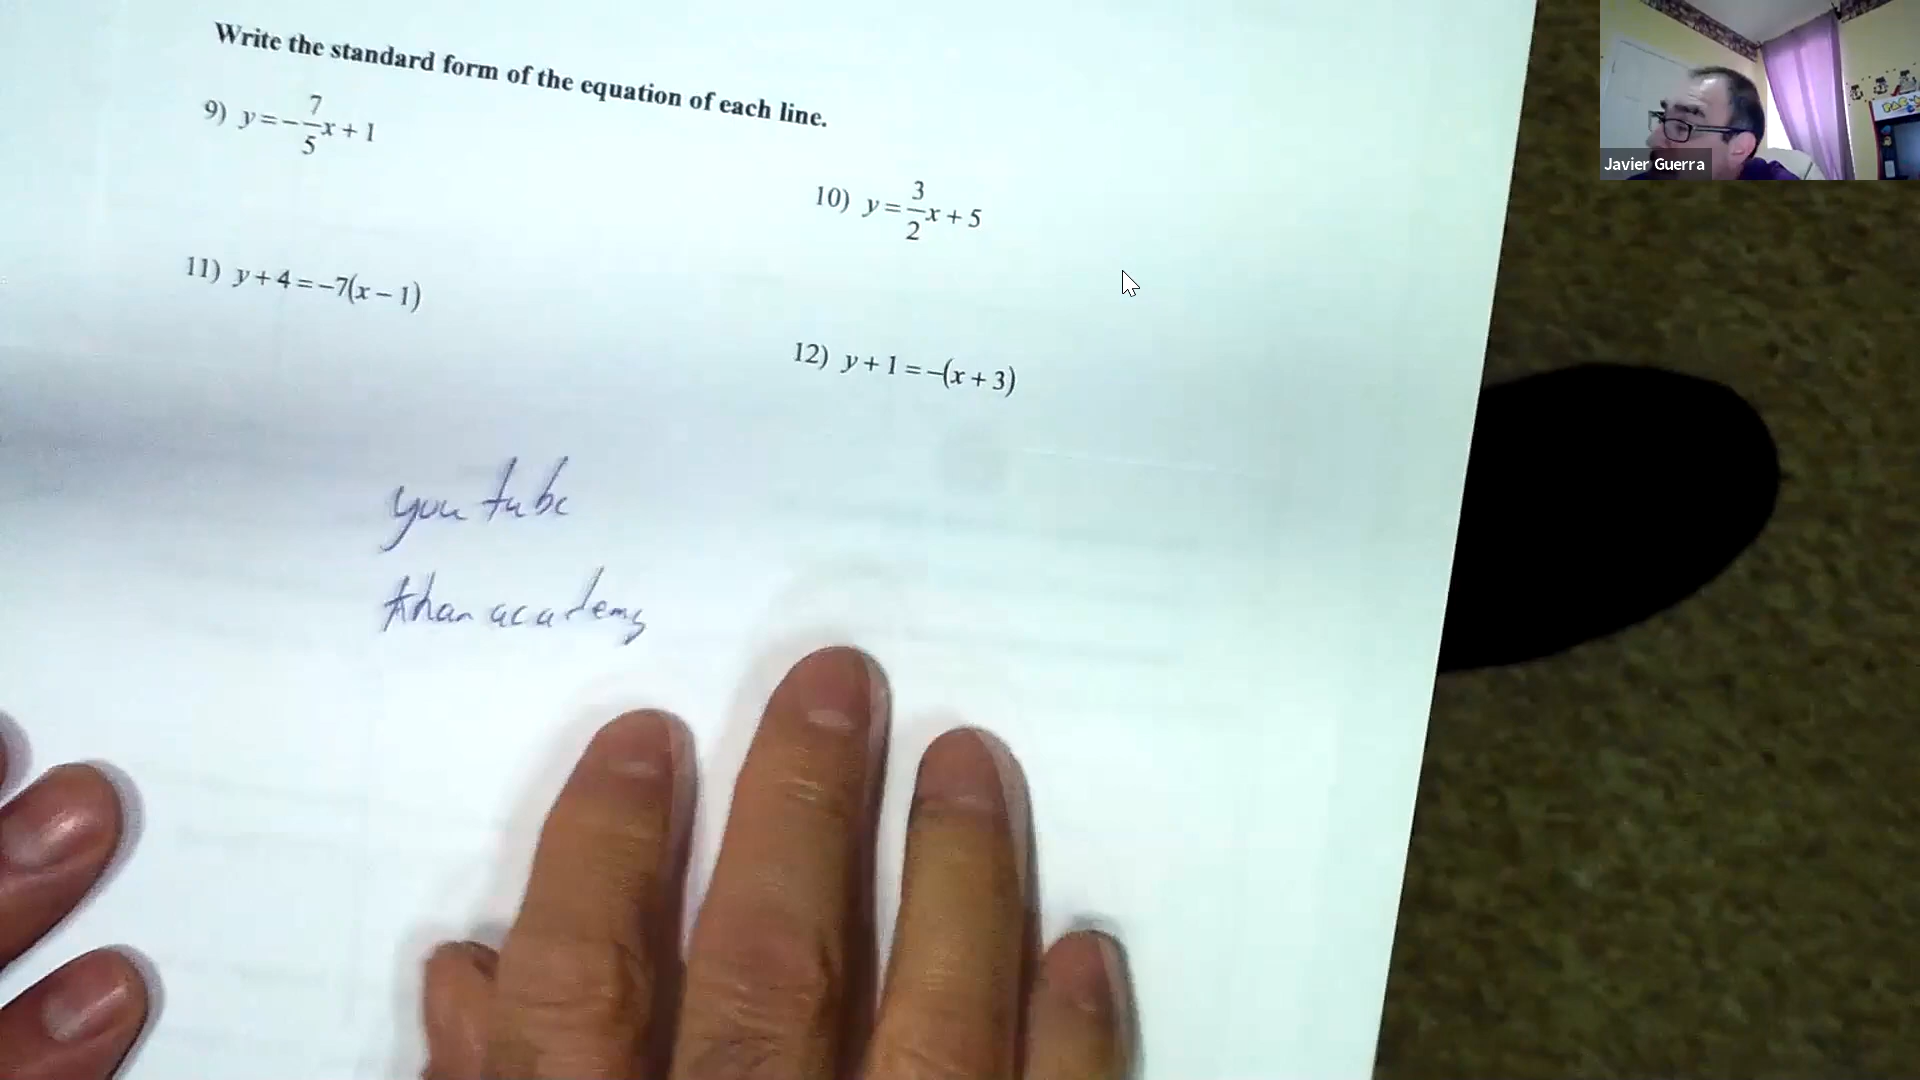 Write the standard form of the equation of each line.
9) y = -7/5x + 1
10) y = 3/2x + 5
11) y + 4 = -7(x - 1)
12) y + 1 = -(x + 3)
you tube
khan academy
Javier Guerra